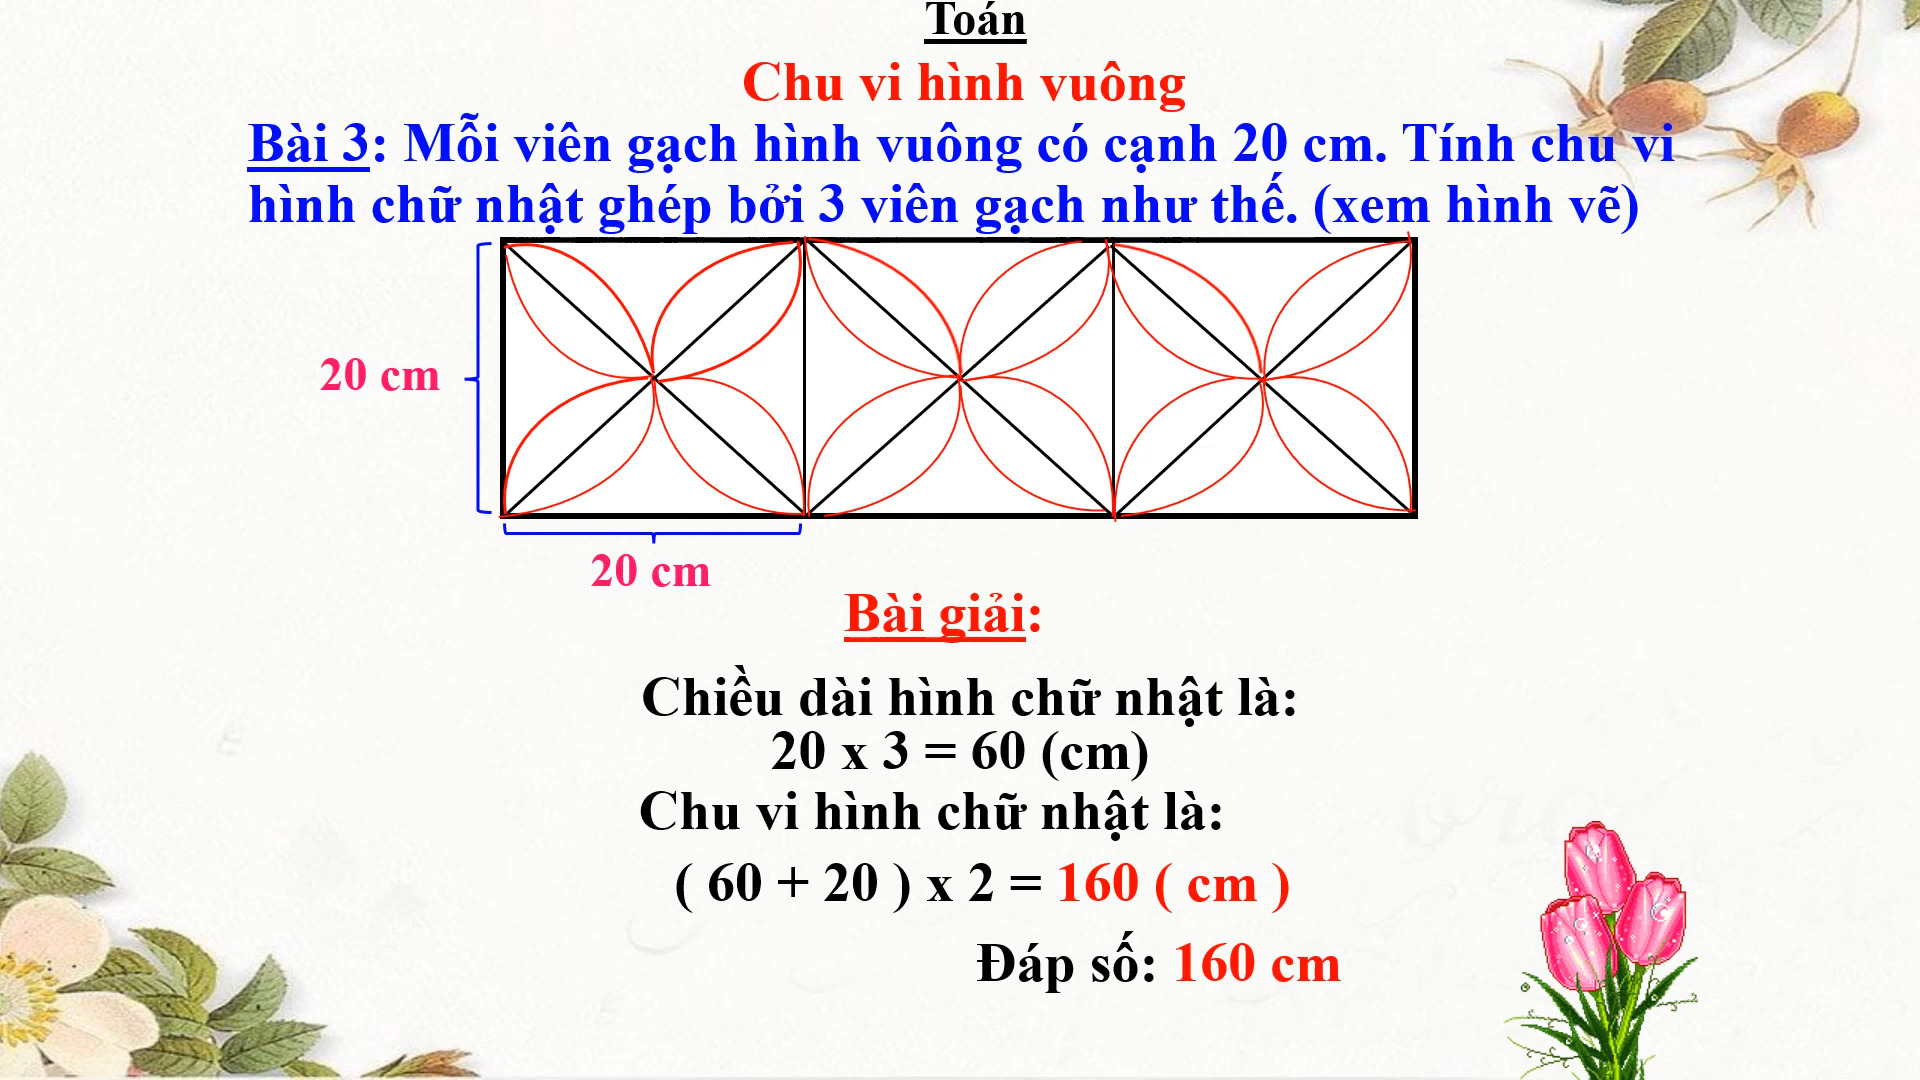 Toán
Chu vi hình vuông
Bài 3: Mỗi viên gạch hình vuông có cạnh 20 cm. Tính chu vi
hình chữ nhật ghép bởi 3 viên gạch như thế. (xem hình vẽ)
20 cm
20 cm
Bài giải:
Chiều dài hình chữ nhật là:
20 x 3 = 60 (cm)
Chu vi hình chữ nhật là:
( 60 + 20 ) x 2 = 160 ( cm )
Đáp số: 160 cm